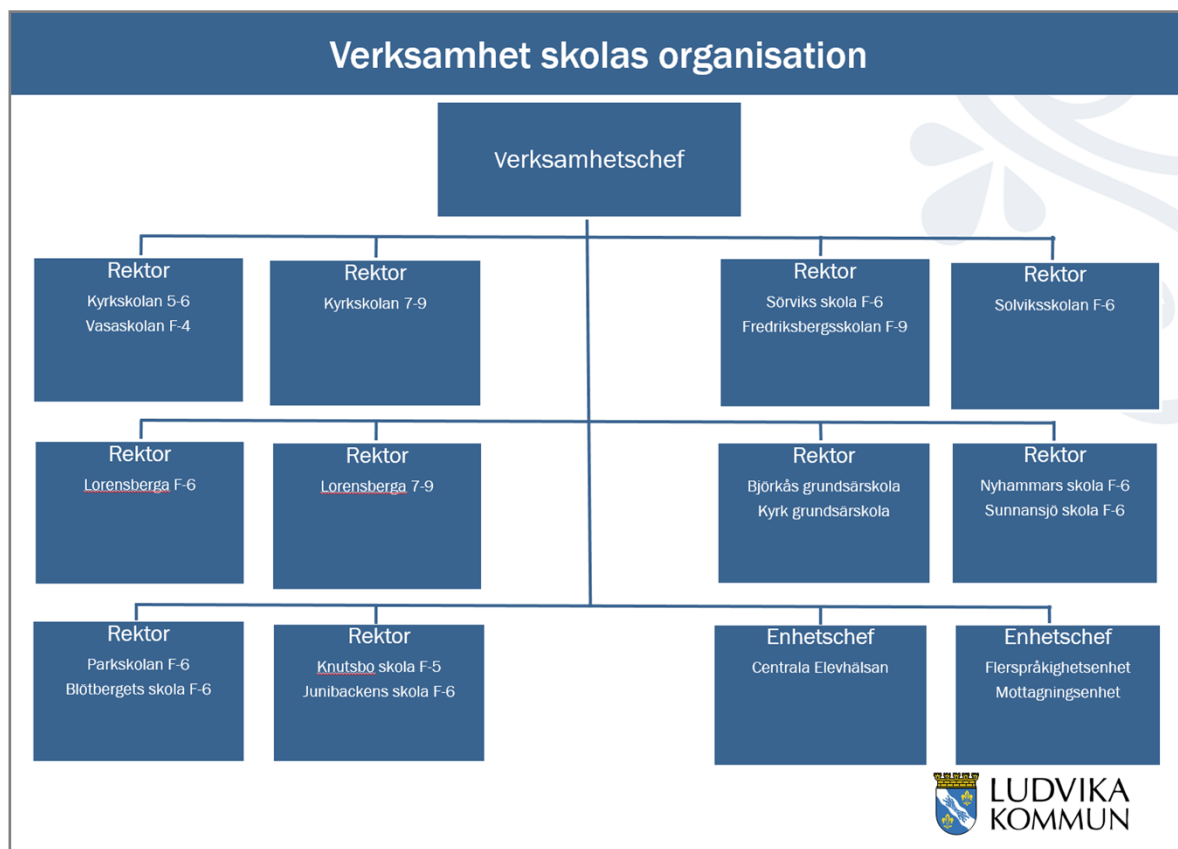 Verksamhet skolas organisation
Verksamhetschef
Rektor
Kyrkskolan 5-6
Vasaskolan F-4
Rektor
Kyrkskolan 7-9
Rektor
Sörviks skola F-6
Fredriksbergsskolan F-9
Rektor
Solviksskolan F-6
Rektor
Lorensberga F-6
Rektor
Lorensberga 7-9
Rektor
Björkås grundsärskola
Kyrk grundsärskola
Rektor
Nyhammars skola F-6
Sunnansjö skola F-6
Rektor
Parkskolan F-6
Blötbergets skola F-6
Rektor
Knutsbo skola F-5
Junibackens skola F-6
Enhetschef
Centrala Elevhälsan
Enhetschef
Flerspråkighetsenhet
Mottagningsenhet
LUDVIKA
KOMMUN